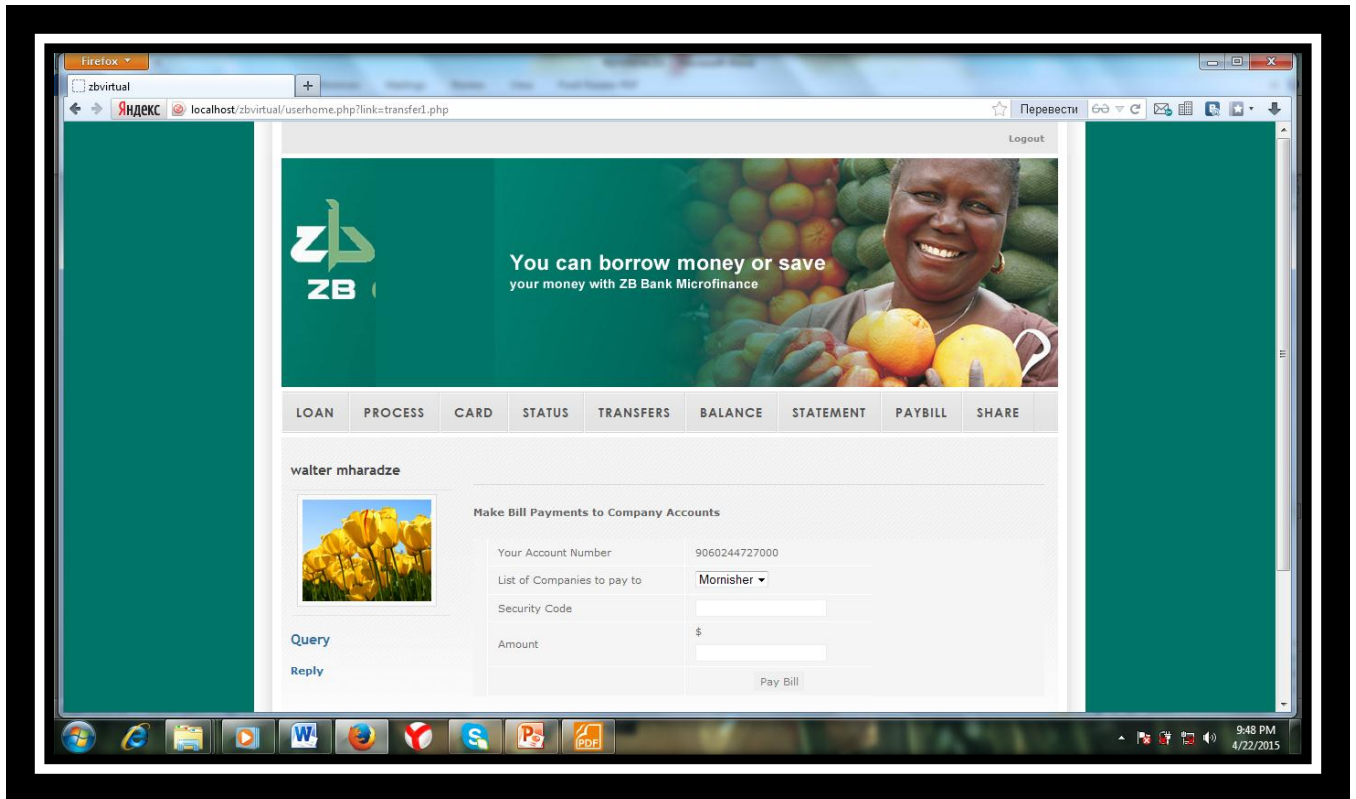 Firefox
zbvirtual
+
Яндекс localhost/zbvirtual/userhome.php?link=transfer1.php Перевести
Logout
zb
ZB
You can borrow money or save
your money with ZB Bank Microfinance
LOAN PROCESS CARD STATUS TRANSFERS BALANCE STATEMENT PAYBILL SHARE
walter mharadze
Make Bill Payments to Company Accounts
Your Account Number 9060244727000
List of Companies to pay to Mornisher
Security Code
$
Amount
Pay Bill
Query
Reply
PDF
9:48 PM
4/22/2015